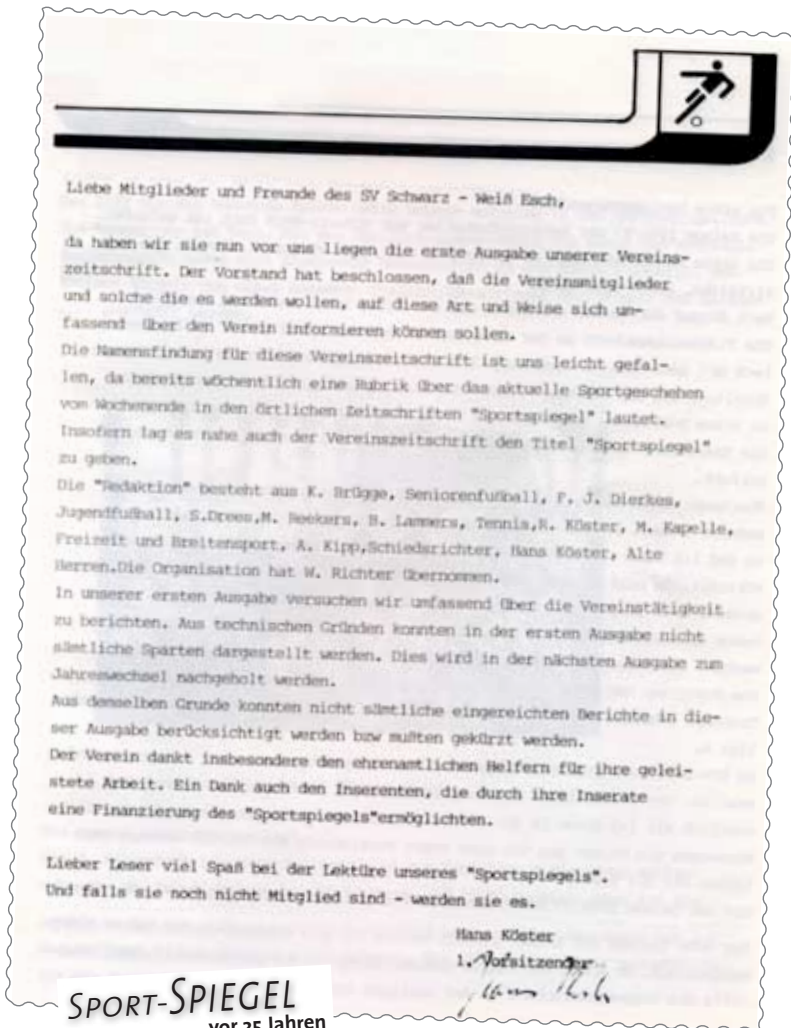 Liebe Mitglieder und Freunde des SV Schwarz - Weiß Esch,
da haben wir sie nun vor uns liegen die erste Ausgabe unserer Vereins-
zeitschrift. Der Vorstand hat beschlossen, daß die Vereinsmitglieder
und solche die es werden wollen, auf diese Art und Weise sich um-
fassend über den Verein informieren können sollen.
Die Namensfindung für diese Vereinszeitschrift ist uns leicht gefal-
len, da bereits wöchentlich eine Rubrik über das aktuelle Sportgeschehen
vom Wochenende in den örtlichen Zeitschriften "Sportspiegel" lautet.
Insofern lag es nahe auch der Vereinszeitschrift den Titel "Sportspiegel"
zu geben.
Die "Redaktion" besteht aus K. Brügge, Seniorenfußball, F. J. Dierkes,
Jugendfußball, S.Drees,M. Reekers, B. Lammers, Tennis,R. Köster, M. Kapelle,
Freizeit und Breitensport, A. Kipp,Schiedsrichter, Hans Köster, Alte
Herren.Die Organisation hat W. Richter übernommen.
In unserer ersten Ausgabe versuchen wir umfassend über die Vereinstätigkeit
zu berichten. Aus technischen Gründen konnten in der ersten Ausgabe nicht
sämtliche Sparten dargestellt werden. Dies wird in der nächsten Ausgabe zum
Jahreswechsel nachgeholt werden.
Aus demselben Grunde konnten nicht sämtliche eingereichten Berichte in die-
ser Ausgabe berücksichtigt werden bzw mußten gekürzt werden.
Der Verein dankt insbesondere den ehrenamtlichen Helfern für ihre gelei-
stete Arbeit. Ein Dank auch den Inserenten, die durch ihre Inserate
eine Finanzierung des "Sportspiegels"ermöglichten.
Lieber Leser viel Spaß bei der Lektüre unseres "Sportspiegels".
Und falls sie noch nicht Mitglied sind - werden sie es.
Hans Köster
1. Vorsitzender
SPORT-SPIEGEL
vor 25 Jahren